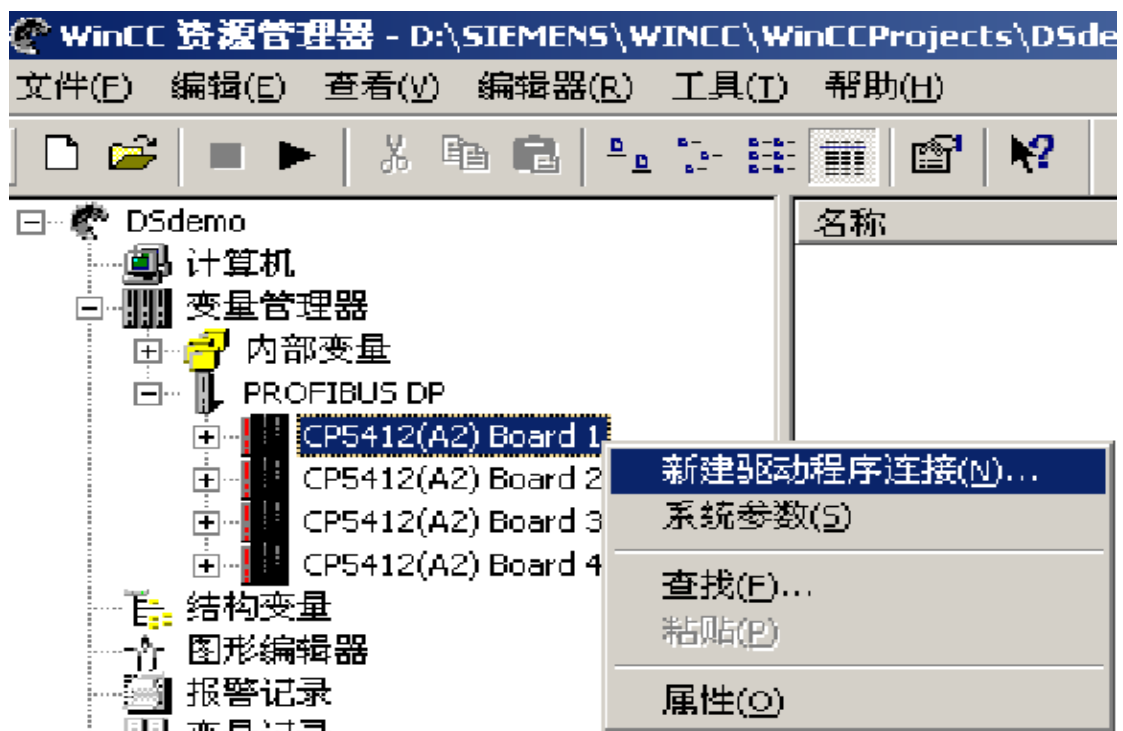 WinCC 资源管理器 - D:\SIEMENS\WINCC\WinCCProjects\DSde
文件(F) 编辑(E) 查看(V) 编辑器(R) 工具(T) 帮助(H)
DSdemo
名称
计算机
变量管理器
内部变量
PROFIBUS DP
CP5412(A2) Board 1
CP5412(A2) Board 2
CP5412(A2) Board 3
CP5412(A2) Board 4
新建驱动程序连接(N)...
系统参数(S)
查找(F)...
粘贴(P)
属性(O)
结构变量
图形编辑器
报警记录
变量记录